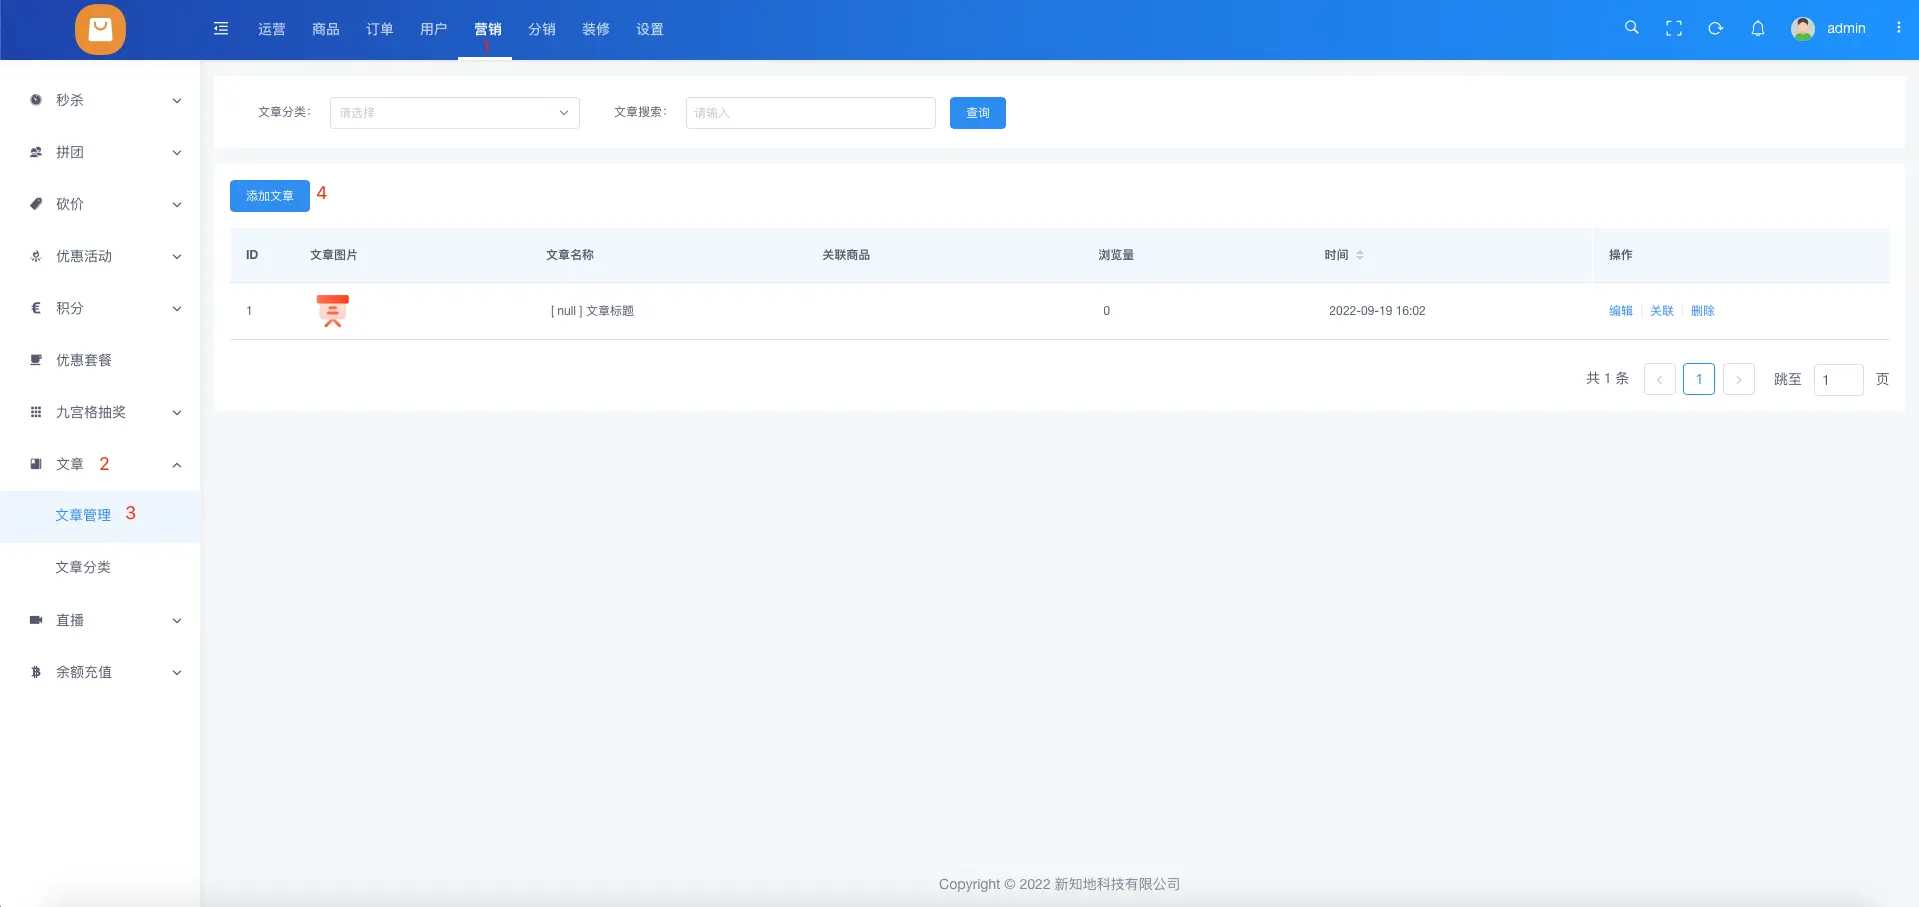 运营 商品 订单 用户 营销 分销 装修 设置 admin
1
秒杀
拼团
砍价
优惠活动
积分
优惠套餐
九宫格抽奖
文章 2
文章管理 3
文章分类
直播
余额充值
文章分类: 请选择 文章搜索: 请输入 查询
添加文章 4
ID 文章图片 文章名称 关联商品 浏览量 时间 操作
1 [ null ] 文章标题 0 2022-09-19 16:02 编辑 关联 删除
共 1 条 < 1 > 跳至 1 页
Copyright © 2022 新知地科技有限公司